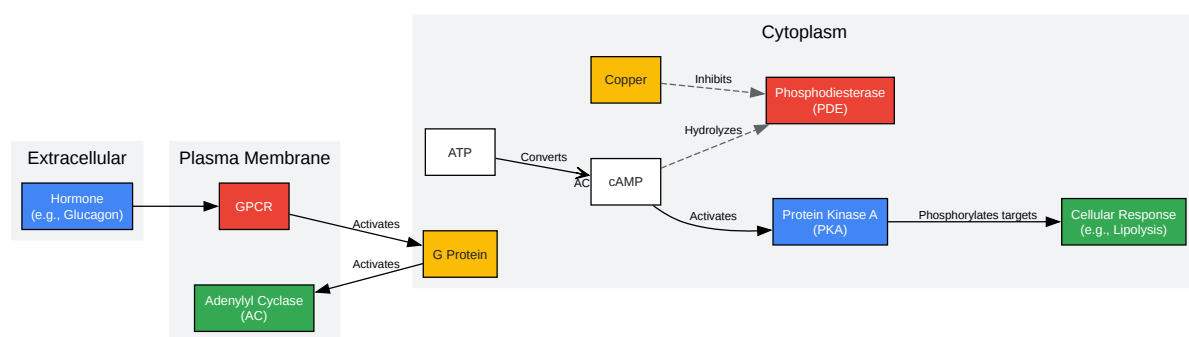 Extracellular
Hormone
(e.g., Glucagon)
Plasma Membrane
GPCR
Activates
Activates
Adenylyl Cyclase
(AC)
Cytoplasm
G Protein
ATP
Converts
AC
cAMP
Copper
Inhibits
Hydrolyzes
Phosphodiesterase
(PDE)
Activates
Protein Kinase A
(PKA)
Phosphorylates targets
Cellular Response
(e.g., Lipolysis)